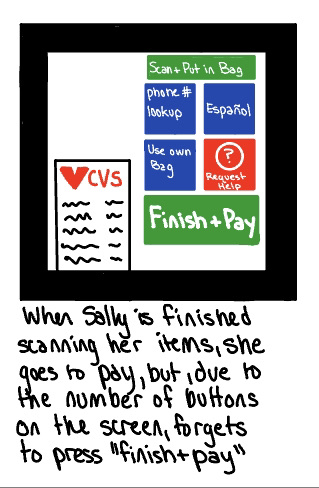 Scan + Put in Bag
phone #
lookup
Español
Use own
Bag
?
Request
Help
CVS
Finish + Pay
When Sally is finished
scanning her items, she
goes to pay, but, due to
the number of buttons
on the screen, forgets
to press "finish + pay"